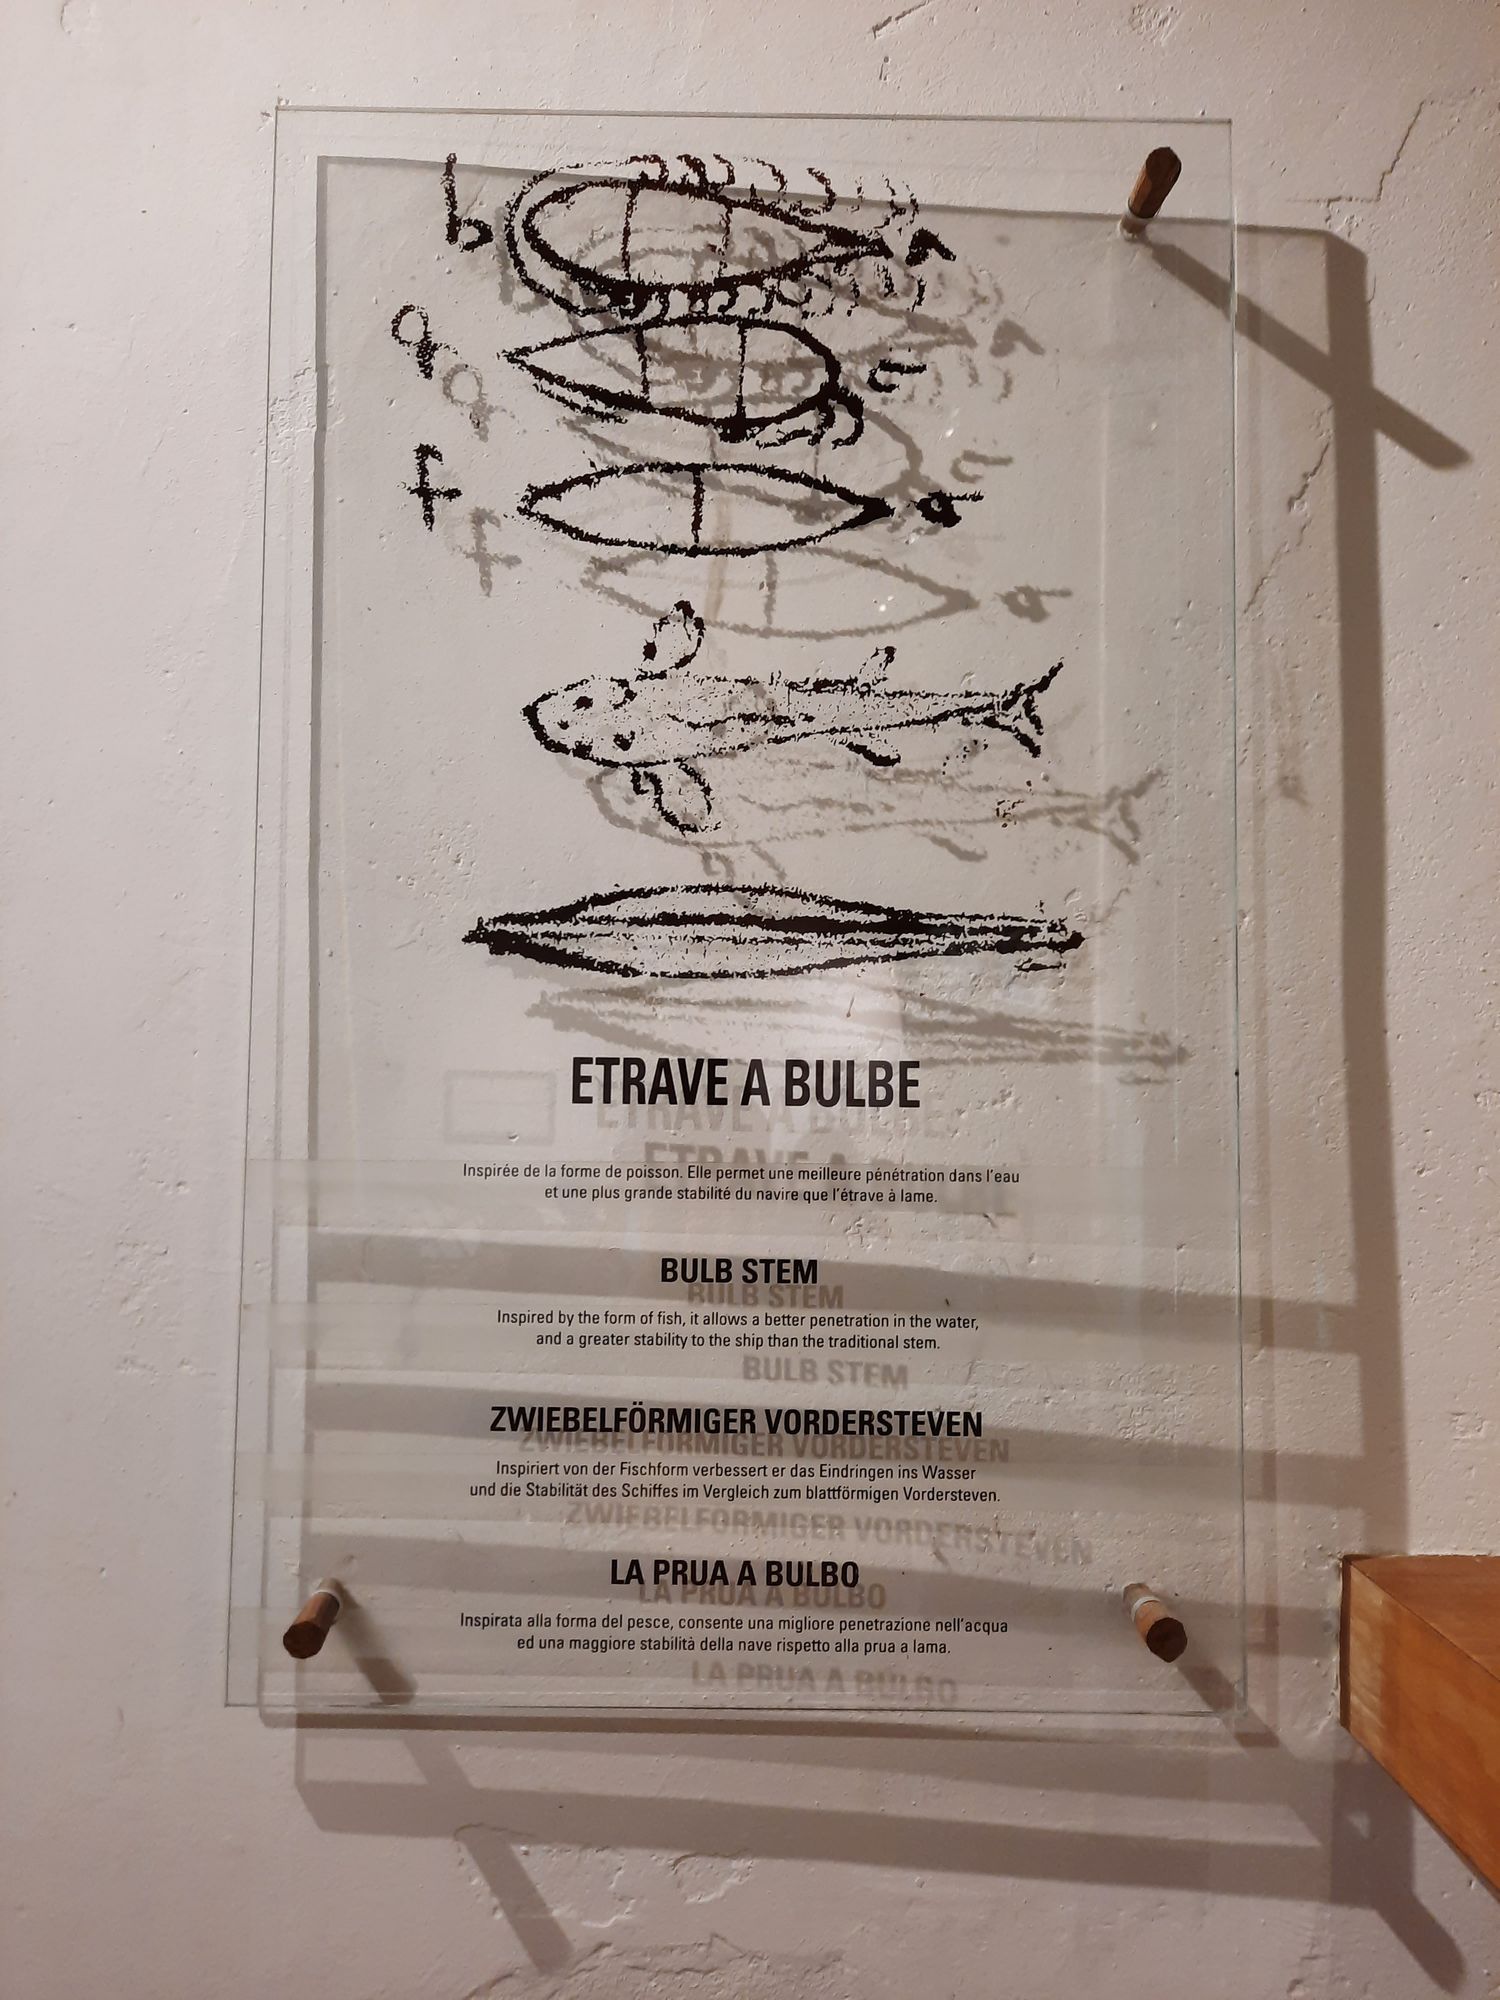 b
a
q
c
f
a
ETRAVE A BULBE
Inspirée de la forme de poisson. Elle permet une meilleure pénétration dans l'eau
et une plus grande stabilité du navire que l'étrave à lame.
BULB STEM
Inspired by the form of fish, it allows a better penetration in the water,
and a greater stability to the ship than the traditional stem.
ZWIEBELFÖRMIGER VORDERSTEVEN
Inspiriert von der Fischform verbessert er das Eindringen ins Wasser
und die Stabilität des Schiffes im Vergleich zum blattförmigen Vordersteven.
LA PRUA A BULBO
Inspirata alla forma del pesce, consente una migliore penetrazione nell'acqua
ed una maggiore stabilità della nave rispetto alla prua a lama.